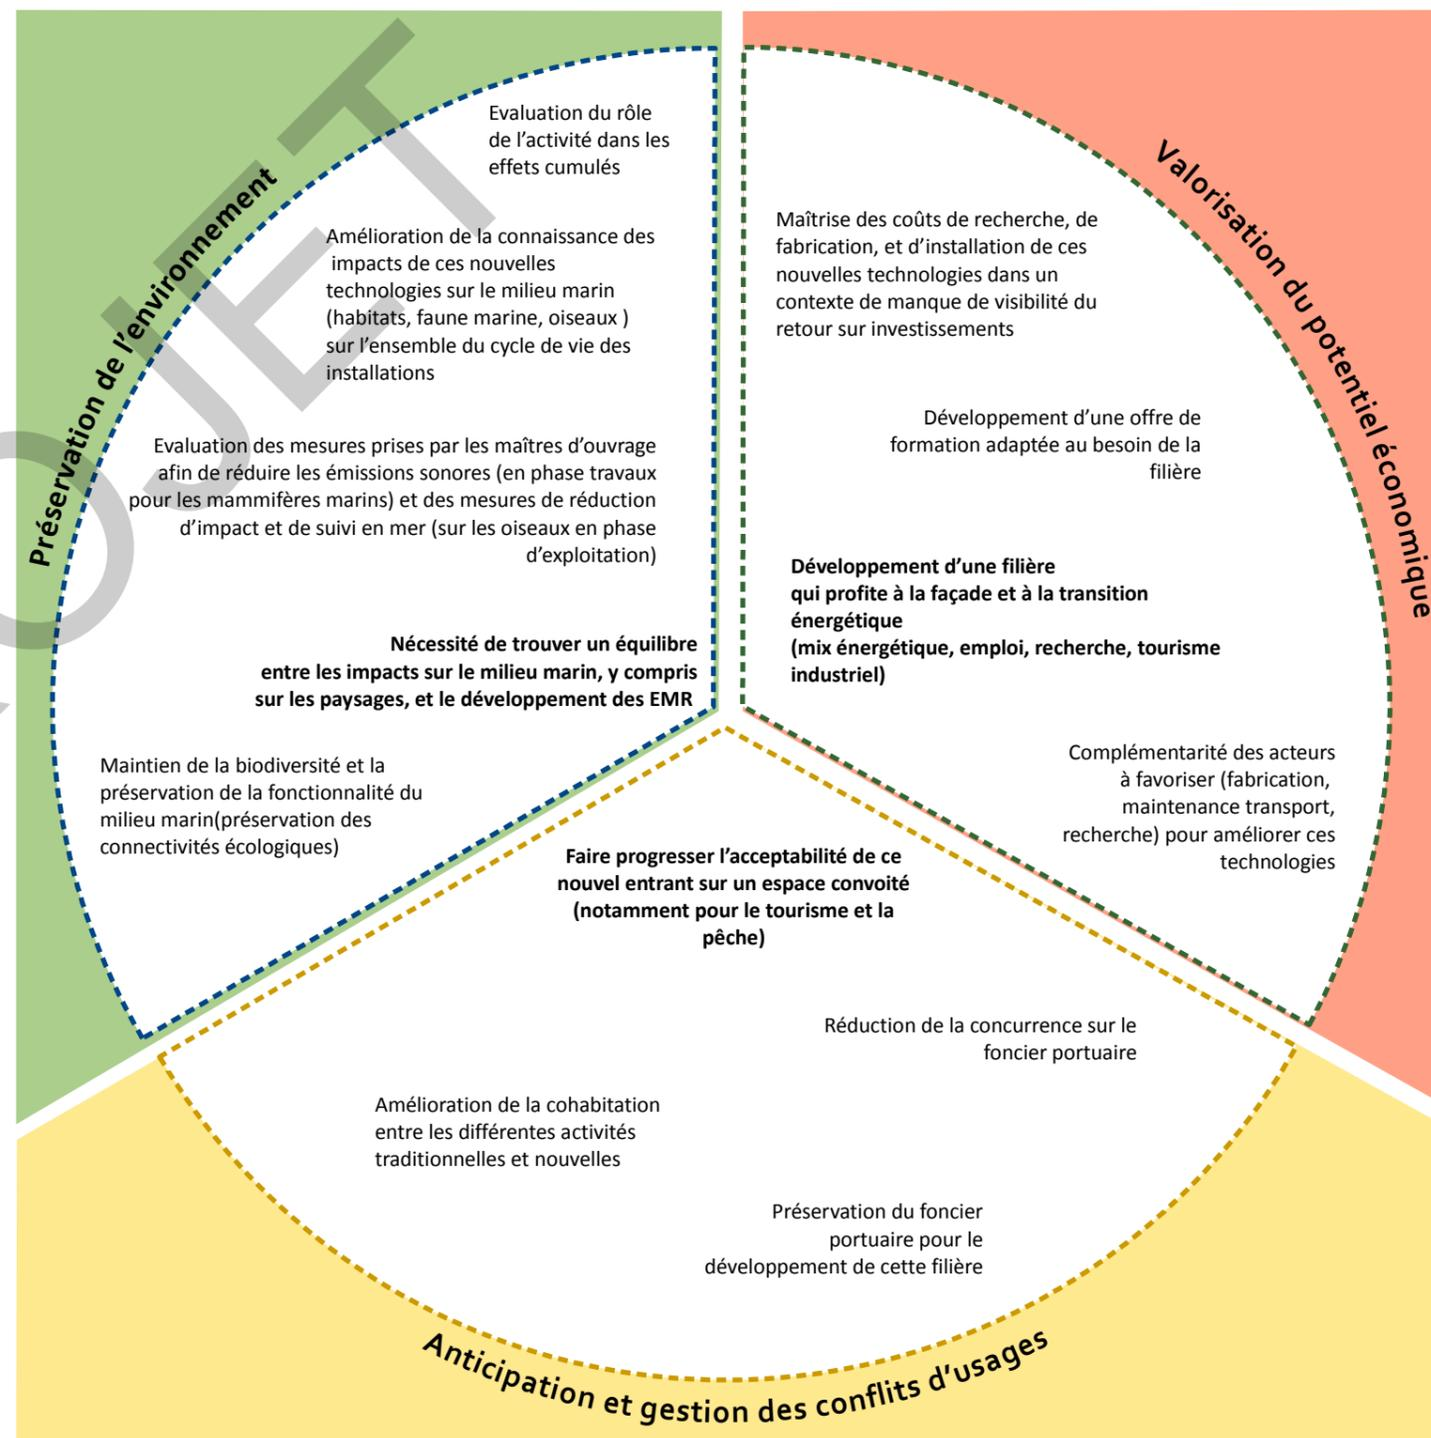 Préservation de l’environnement
Evaluation du rôle
de l’activité dans les
effets cumulés
Amélioration de la connaissance des
impacts de ces nouvelles
technologies sur le milieu marin
(habitats, faune marine, oiseaux )
sur l’ensemble du cycle de vie des
installations
Evaluation des mesures prises par les maîtres d’ouvrage
afin de réduire les émissions sonores (en phase travaux
pour les mammifères marins) et des mesures de réduction
d’impact et de suivi en mer (sur les oiseaux en phase
d’exploitation)
Nécessité de trouver un équilibre
entre les impacts sur le milieu marin, y compris
sur les paysages, et le développement des EMR
Maintien de la biodiversité et la
préservation de la fonctionnalité du
milieu marin(préservation des
connectivités écologiques)
Valorisation du potentiel économique
Maîtrise des coûts de recherche, de
fabrication, et d’installation de ces
nouvelles technologies dans un
contexte de manque de visibilité du
retour sur investissements
Développement d’une offre de
formation adaptée au besoin de la
filière
Développement d’une filière
qui profite à la façade et à la transition
énergétique
(mix énergétique, emploi, recherche, tourisme
industriel)
Complémentarité des acteurs
à favoriser (fabrication,
maintenance transport,
recherche) pour améliorer ces
technologies
Faire progresser l’acceptabilité de ce
nouvel entrant sur un espace convoité
(notamment pour le tourisme et la
pêche)
Réduction de la concurrence sur le
foncier portuaire
Amélioration de la cohabitation
entre les différentes activités
traditionnelles et nouvelles
Préservation du foncier
portuaire pour le
développement de cette filière
Anticipation et gestion des conflits d’usages
OJET